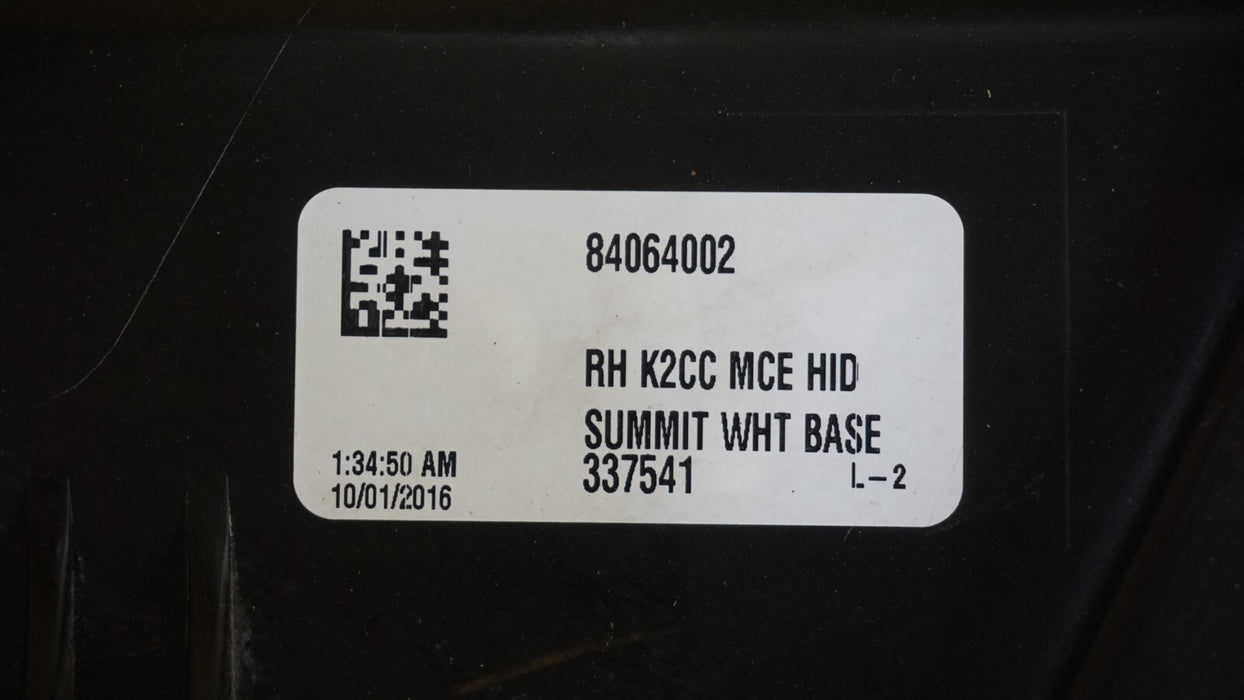 84064002
RH K2CC MCE HID
SUMMIT WHT BASE
337541
L-2
1:34:50 AM
10/01/2016